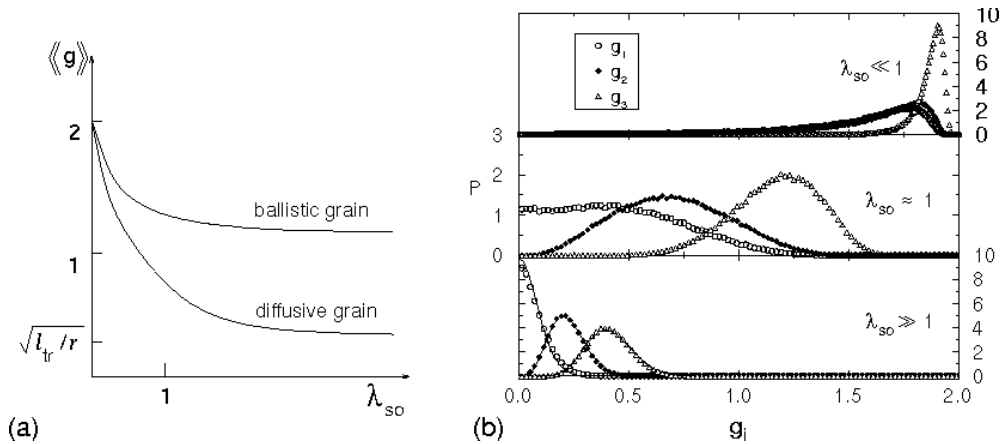 ⟪g⟫
2
1
√l_tr /r
ballistic grain
diffusive grain
1
λ_so
(a)
g_1
g_2
g_3
λ_so ≪ 1
10
8
6
4
2
0
3
2
1
0
P
λ_so ≈ 1
10
8
6
4
2
0
λ_so ≫ 1
0.0
0.5
1.0
1.5
2.0
g_j
(b)